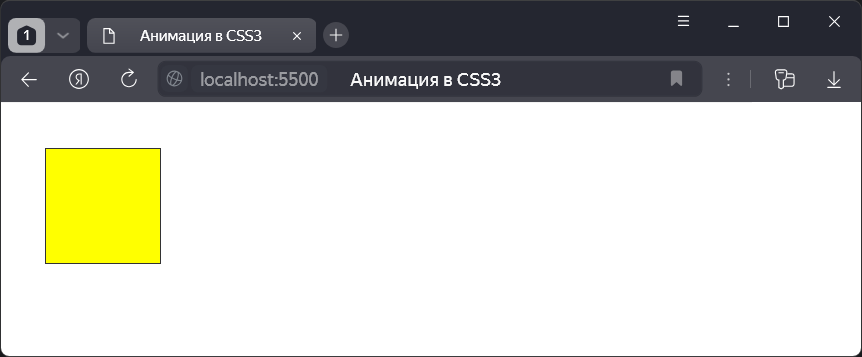 1
Анимация в CSS3
Я
localhost:5500 Анимация в CSS3